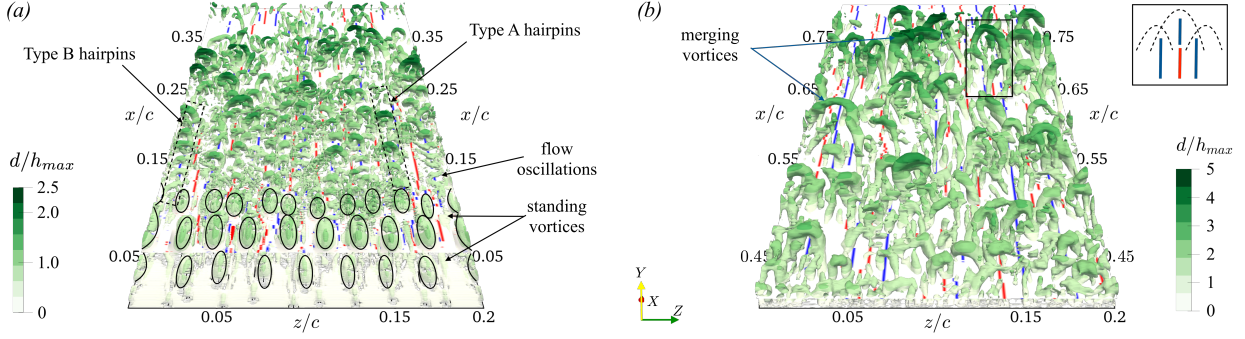 (a)
Type B hairpins
Type A hairpins
0.35
0.35
0.25
0.25
x/c
x/c
d/h_max
0.15
0.15
flow
oscillations
2.5
2.0
1.0
0
standing
vortices
0.05
0.05
0.05
0.15
0.2
z/c
(b)
merging
vortices
0.75
0.75
0.65
0.65
x/c
x/c
0.55
0.55
d/h_max
5
4
3
2
1
0
0.45
0.45
Y
X
Z
0.05
0.15
0.2
z/c